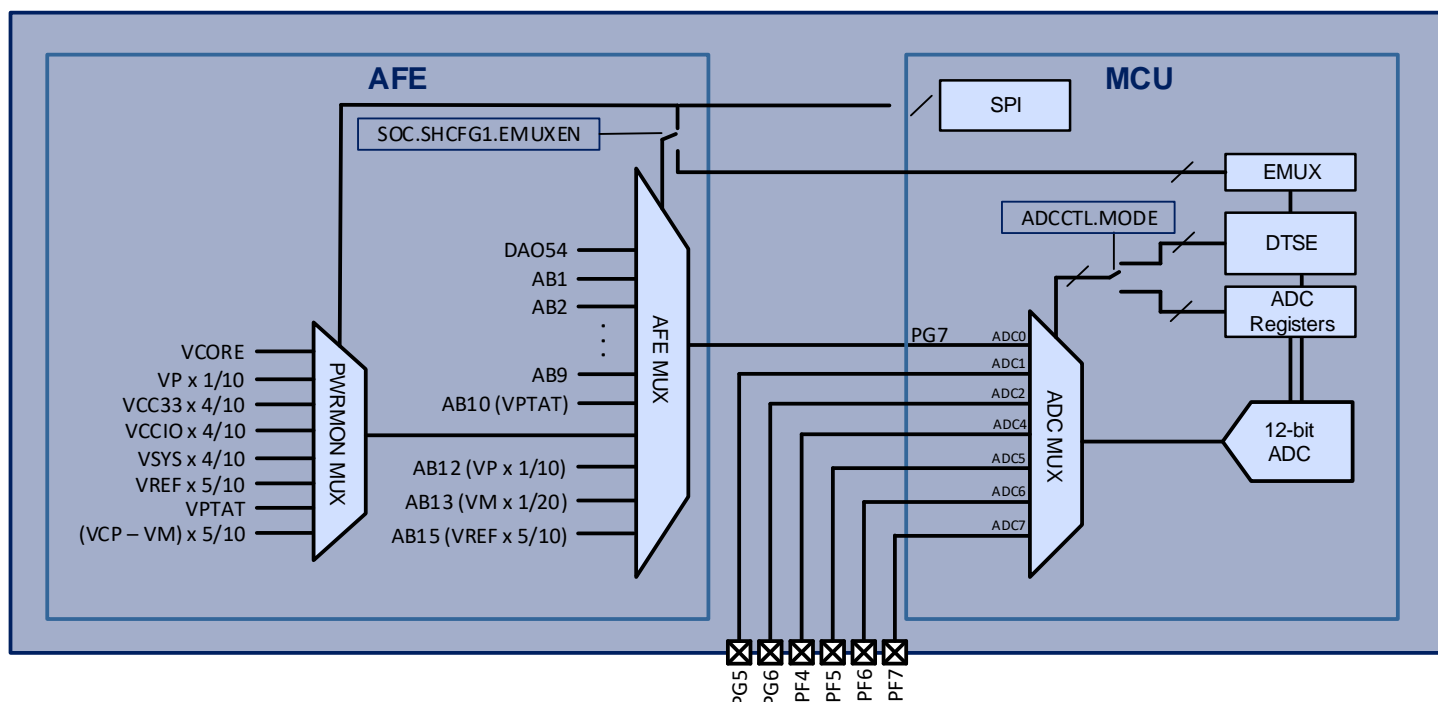 AFE
MCU
SPI
SOC.SHCFG1.EMUXEN
EMUX
ADCCTL.MODE
DTSE
ADC
Registers
DAO54
AB1
AB2
AB9
AB10 (VPTAT)
AB12 (VP x 1/10)
AB13 (VM x 1/20)
AB15 (VREF x 5/10)
AFE MUX
VCORE
VP x 1/10
VCC33 x 4/10
VCCIO x 4/10
VSYS x 4/10
VREF x 5/10
VPTAT
(VCP – VM) x 5/10
PWRMON MUX
PG7
ADC0
ADC1
ADC2
ADC4
ADC5
ADC6
ADC7
ADC MUX
12-bit
ADC
PG5
PG6
PF4
PF5
PF6
PF7